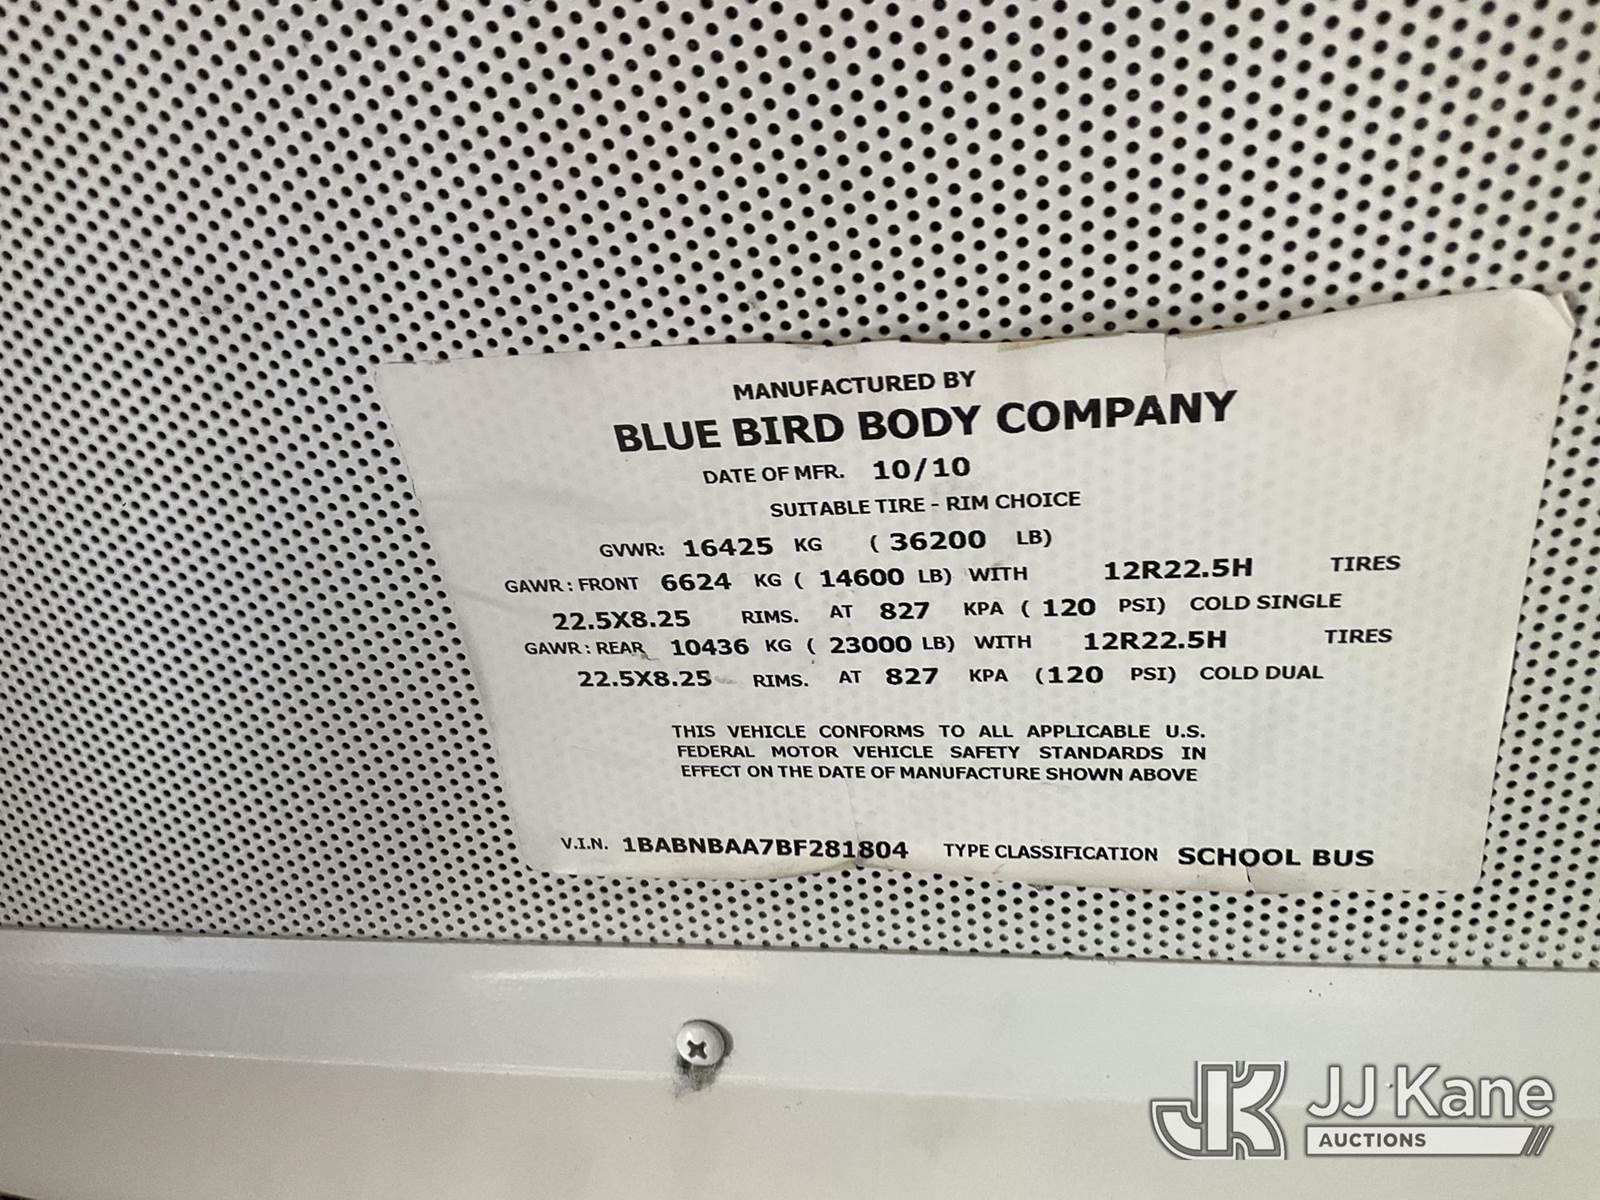 MANUFACTURED BY
BLUE BIRD BODY COMPANY
DATE OF MFR. 10/10
SUITABLE TIRE - RIM CHOICE
GVWR: 16425 KG ( 36200 LB)
GAWR : FRONT 6624 KG ( 14600 LB) WITH 12R22.5H TIRES
22.5X8.25 RIMS. AT 827 KPA ( 120 PSI) COLD SINGLE
GAWR : REAR 10436 KG ( 23000 LB) WITH 12R22.5H TIRES
22.5X8.25 RIMS. AT 827 KPA (120 PSI) COLD DUAL
THIS VEHICLE CONFORMS TO ALL APPLICABLE U.S.
FEDERAL MOTOR VEHICLE SAFETY STANDARDS IN
EFFECT ON THE DATE OF MANUFACTURE SHOWN ABOVE
V.I.N. 1BABNBAA7BF281804 TYPE CLASSIFICATION SCHOOL BUS
JK JJ Kane
AUCTIONS